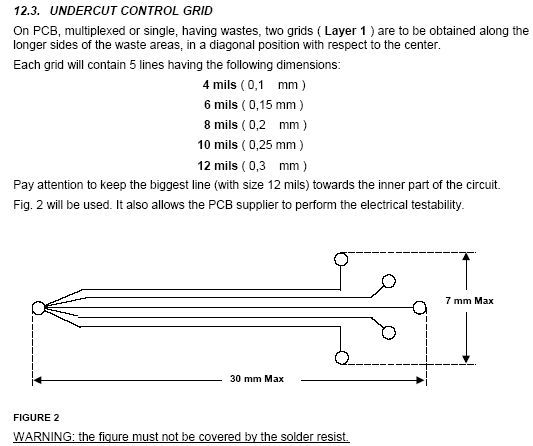 12.3. UNDERCUT CONTROL GRID
On PCB, multiplexed or single, having wastes, two grids ( Layer 1 ) are to be obtained along the
longer sides of the waste areas, in a diagonal position with respect to the center.
Each grid will contain 5 lines having the following dimensions:
4 mils ( 0,1 mm )
6 mils ( 0,15 mm )
8 mils ( 0,2 mm )
10 mils ( 0,25 mm )
12 mils ( 0,3 mm )
Pay attention to keep the biggest line (with size 12 mils) towards the inner part of the circuit.
Fig. 2 will be used. It also allows the PCB supplier to perform the electrical testability.
7 mm Max
30 mm Max
FIGURE 2
WARNING: the figure must not be covered by the solder resist.